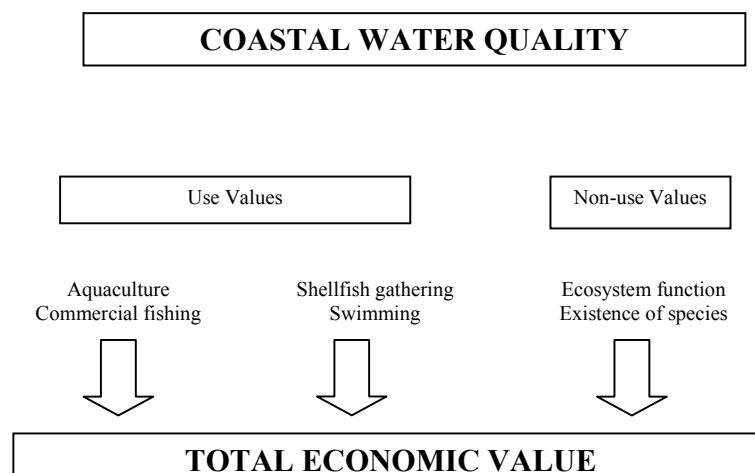 COASTAL WATER QUALITY
Use Values
Non-use Values
Aquaculture
Commercial fishing
Shellfish gathering
Swimming
Ecosystem function
Existence of species
TOTAL ECONOMIC VALUE